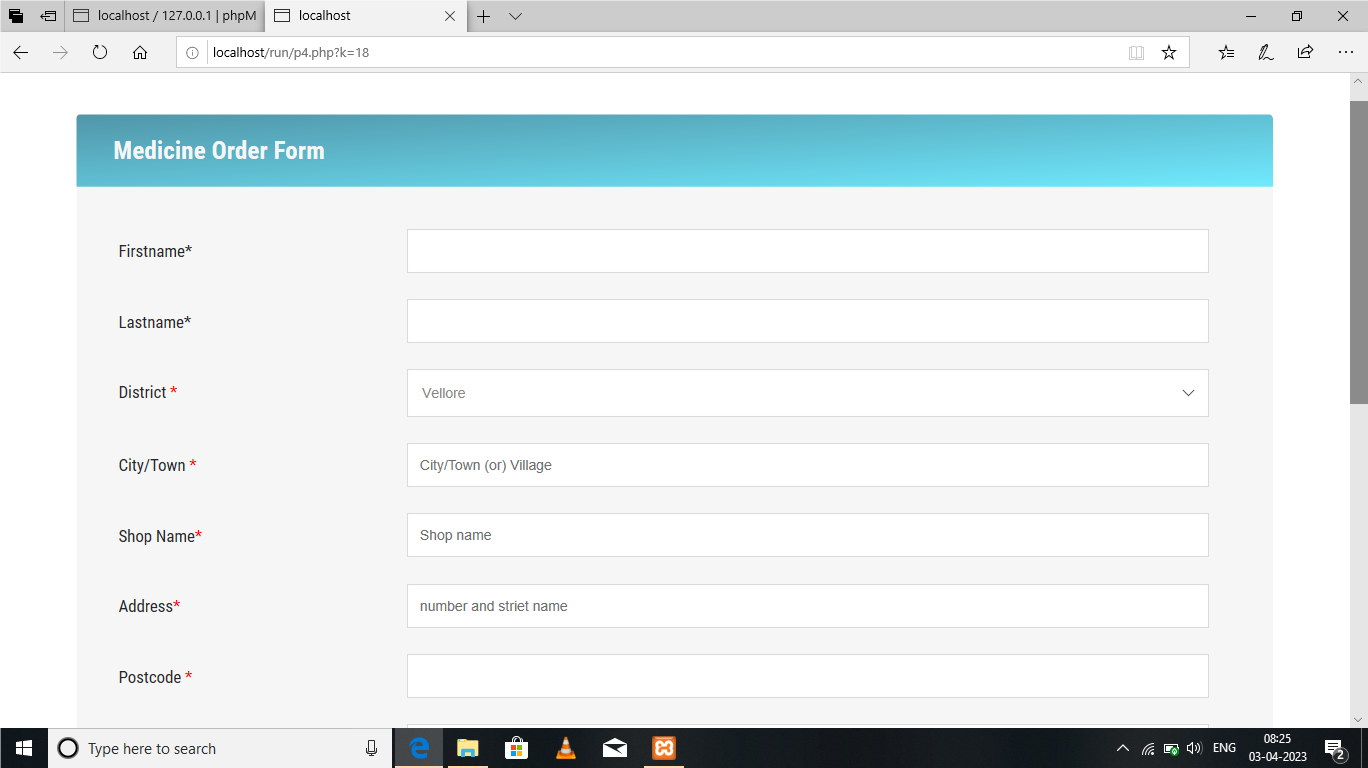 localhost / 127.0.0.1 | phpM
localhost
localhost/run/p4.php?k=18
Medicine Order Form
Firstname*
Lastname*
District *
Vellore
City/Town *
City/Town (or) Village
Shop Name*
Shop name
Address*
number and striet name
Postcode *
Type here to search
ENG
08:25
03-04-2023
2